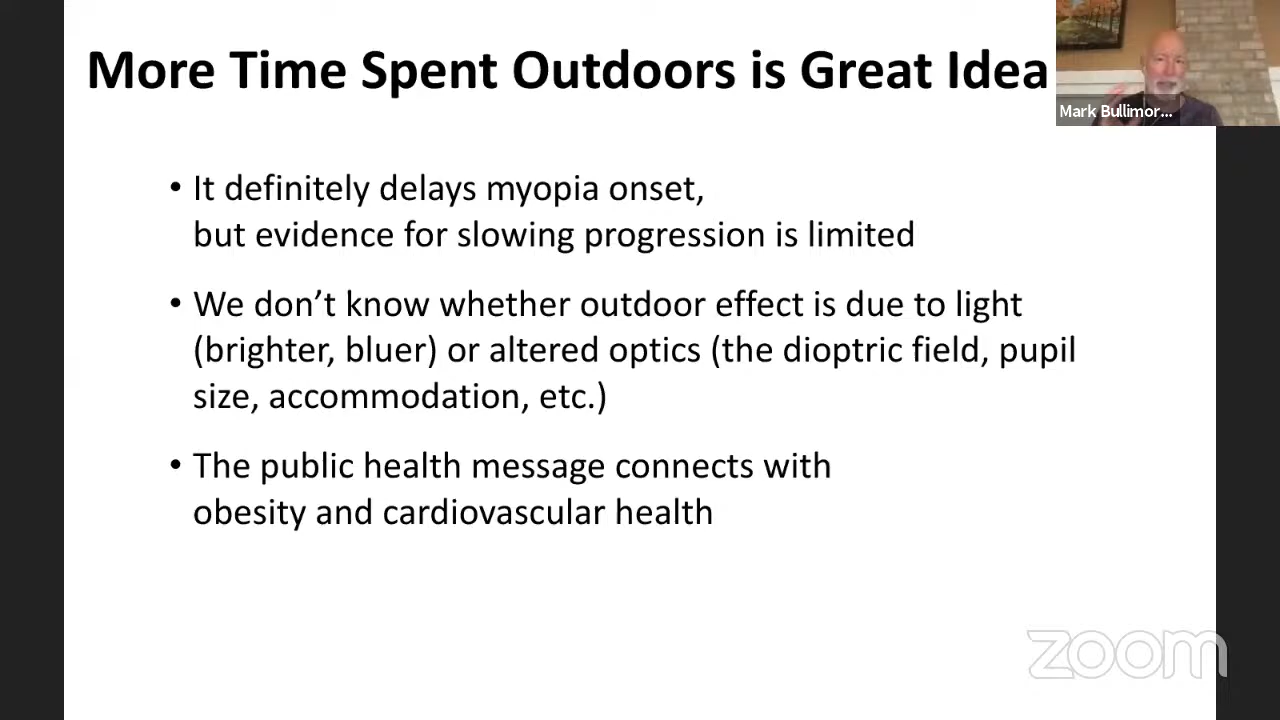 More Time Spent Outdoors is Great Idea
Mark Bullimor...
• It definitely delays myopia onset,
but evidence for slowing progression is limited
• We don’t know whether outdoor effect is due to light
(brighter, bluer) or altered optics (the dioptric field, pupil
size, accommodation, etc.)
• The public health message connects with
obesity and cardiovascular health
zoom